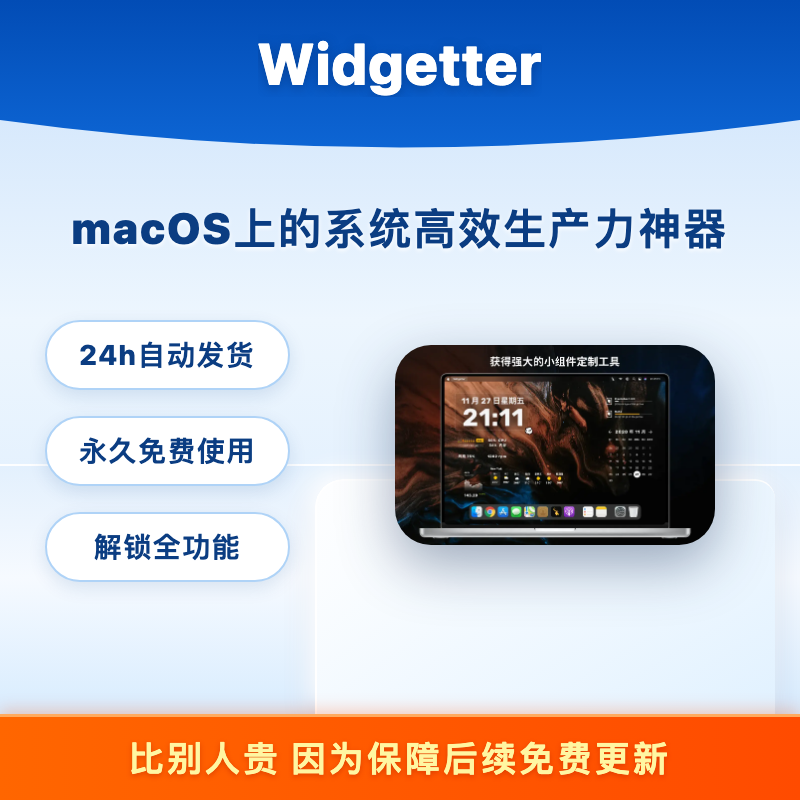 Widgetter
macOS上的系统高效生产力神器
24h自动发货
永久免费使用
解锁全功能
获得强大的小组件定制工具
11月27日星期五
21:11
比别人贵 因为保障后续免费更新